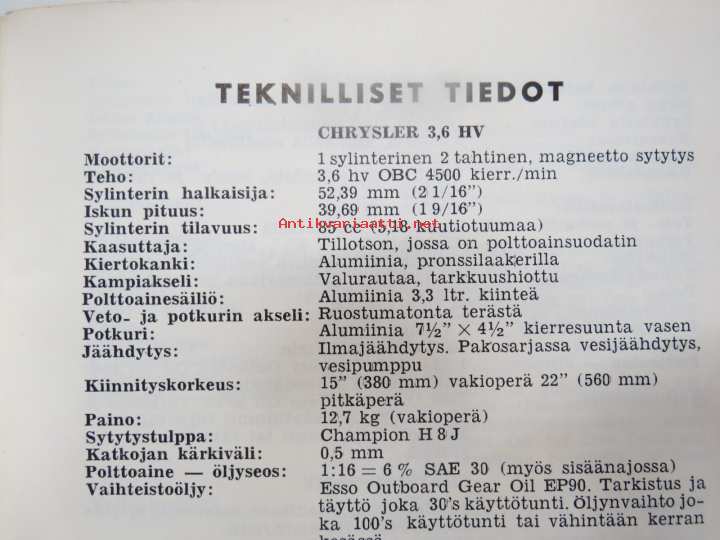 TEKNILLISET TIEDOT
CHRYSLER 3,6 HV
Moottorit: 1 sylinterinen 2 tahtinen, magneetto sytytys
Teho: 3,6 hv OBC 4500 kierr./min
Sylinterin halkaisija: 52,39 mm (2 1/16”)
Iskun pituus: 39,69 mm (1 9/16”)
Antikvariaatti.net
Sylinterin tilavuus: 85 cc (5,18 kuutiotuumaa)
Kaasuttaja: Tillotson, jossa on polttoainsuodatin
Kiertokanki: Alumiinia, pronssilaakerilla
Kampiakseli: Valurautaa, tarkkuushiottu
Polttoainesäiliö: Alumiinia 3,3 ltr. kiinteä
Veto- ja potkurin akseli: Ruostumatonta terästä
Potkuri: Alumiinia 7½” × 4½” kierresuunta vasen
Jäähdytys: Ilmajäähdytys. Pakosarjassa vesijäähdytys,
vesipumppu
Kiinnityskorkeus: 15” (380 mm) vakioperä 22” (560 mm)
pitkäperä
Paino: 12,7 kg (vakioperä)
Sytytystulppa: Champion H 8 J
Katkojan kärkiväli: 0,5 mm
Polttoaine — öljyseos: 1:16 = 6 % SAE 30 (myös sisäänajossa)
Vaihteistoöljy: Esso Outboard Gear Oil EP90. Tarkistus ja
täyttö joka 30's käyttötunti. Öljynvaihto jo-
ka 100's käyttötunti tai vähintään kerran